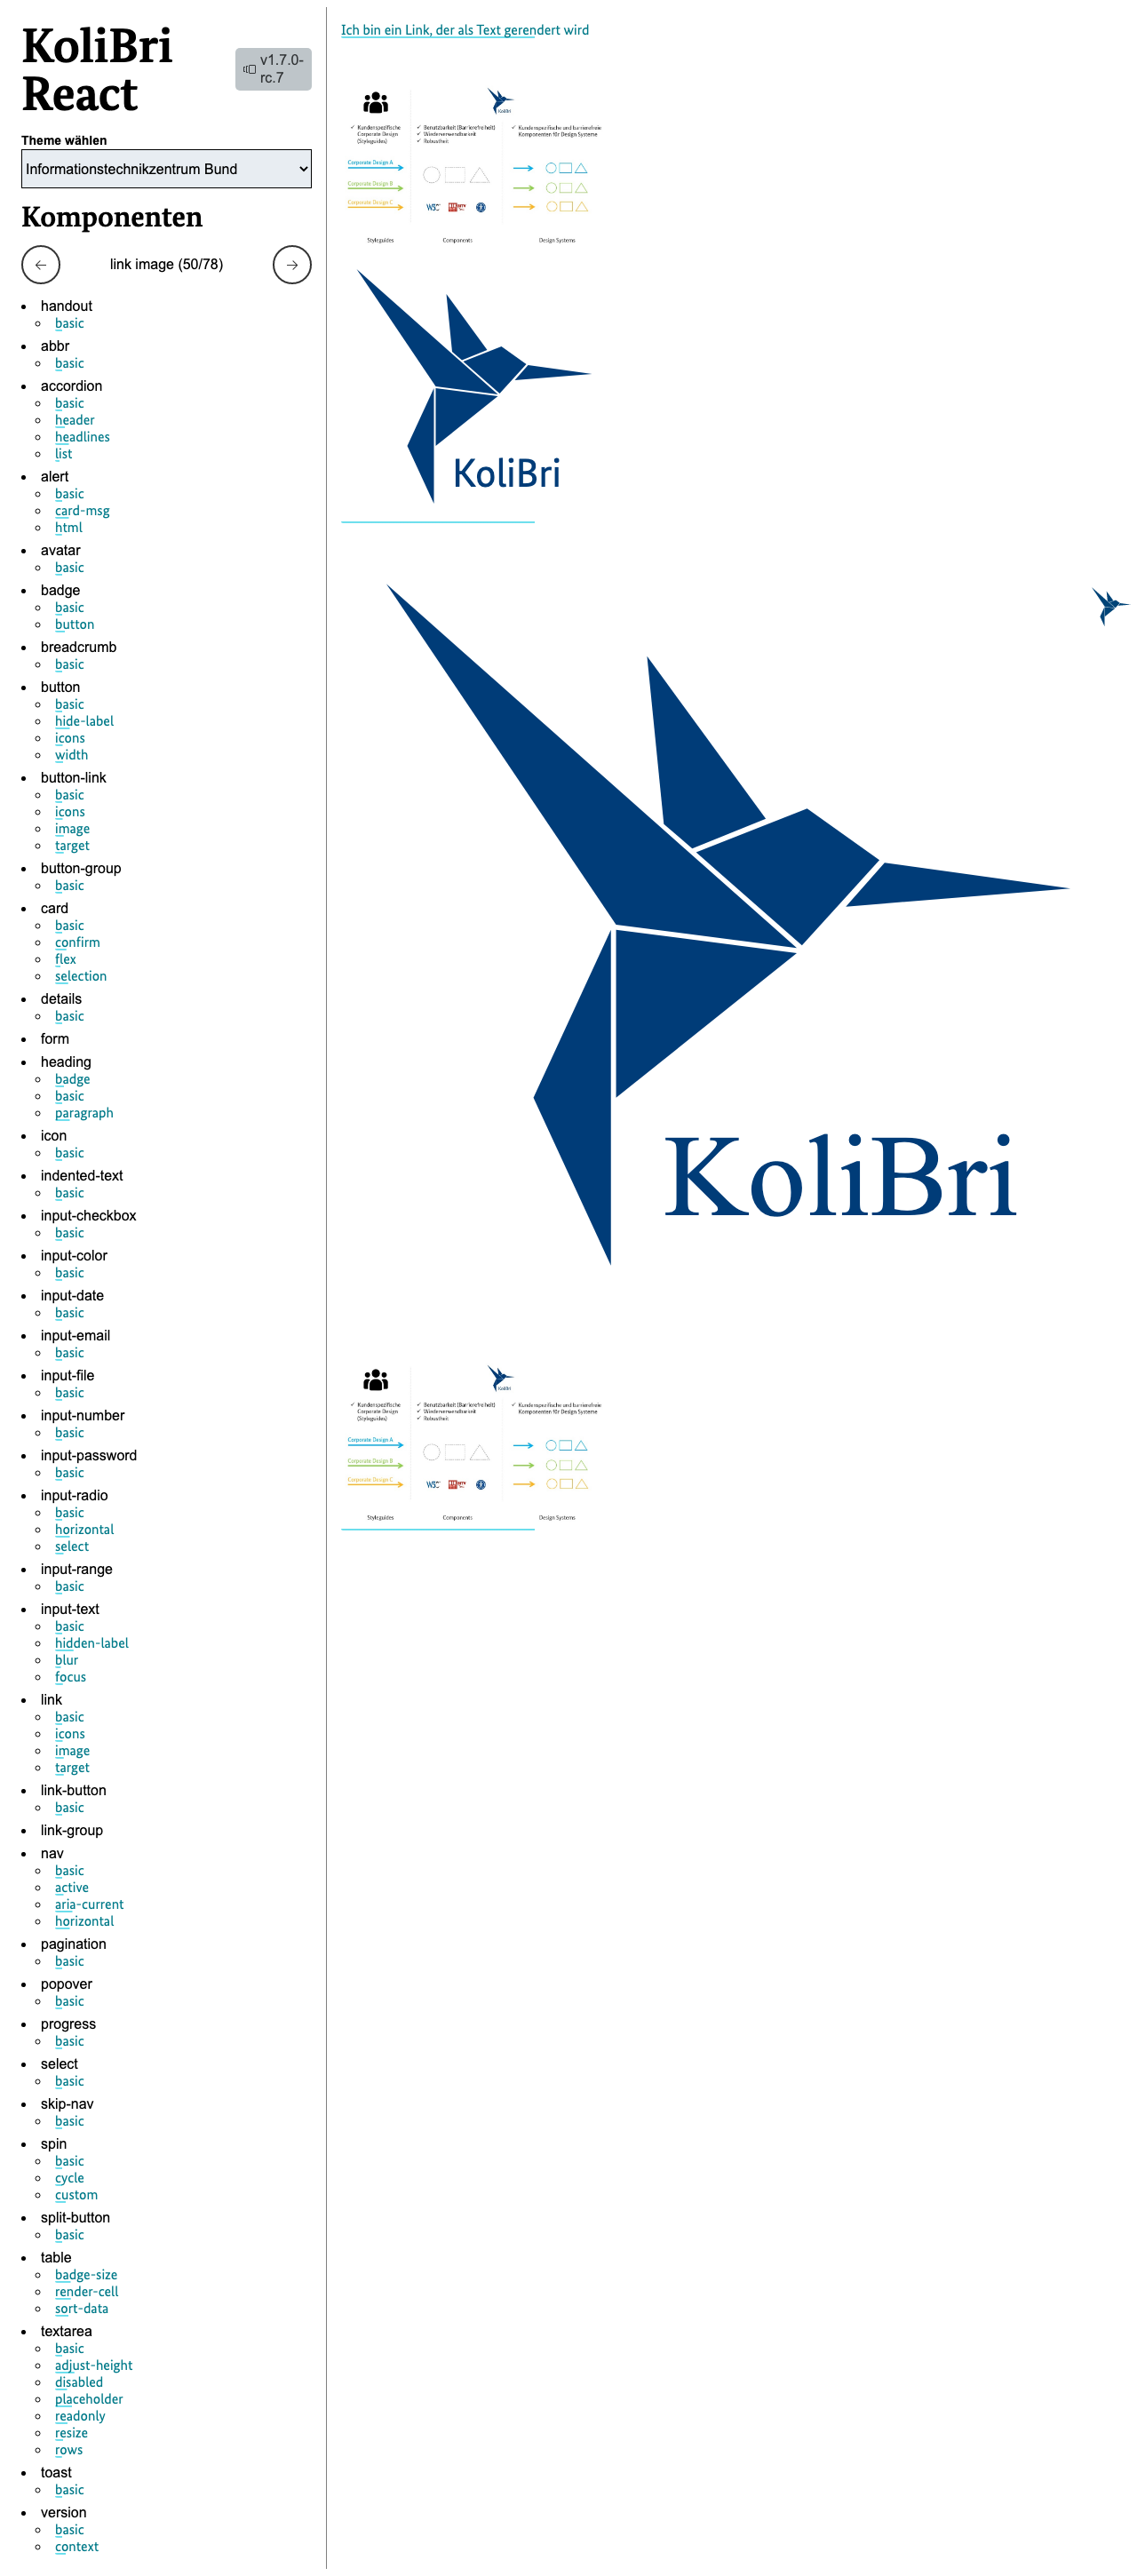 KoliBri
React
v1.7.0-
rc.7
Theme wählen
Informationstechnikzentrum Bund
Komponenten
link image (50/78)
handout
basic
abbr
basic
accordion
basic
header
headlines
list
alert
basic
card-msg
html
avatar
basic
badge
basic
button
breadcrumb
basic
button
basic
hide-label
icons
width
button-link
basic
icons
image
target
button-group
basic
card
basic
confirm
flex
selection
details
basic
form
heading
badge
basic
paragraph
icon
basic
indented-text
basic
input-checkbox
basic
input-color
basic
input-date
basic
input-email
basic
input-file
basic
input-number
basic
input-password
basic
input-radio
basic
horizontal
select
input-range
basic
input-text
basic
hidden-label
blur
focus
link
basic
icons
image
target
link-button
basic
link-group
nav
basic
active
aria-current
horizontal
pagination
basic
popover
basic
progress
basic
select
basic
skip-nav
basic
spin
basic
cycle
custom
split-button
basic
table
badge-size
render-cell
sort-data
textarea
basic
adjust-height
disabled
placeholder
readonly
resize
rows
toast
basic
version
basic
context
Ich bin ein Link, der als Text gerendert wird
KoliBri
✓ Kundenspezifische
Corporate Design
(Styleguides)
✓ Benutzbarkeit (Barrierefreiheit)
✓ Wiederverwendbarkeit
✓ Robustheit
✓ Kundenspezifische und barrierefreie
Komponenten für Design Systeme
Corporate Design A
Corporate Design B
Corporate Design C
Styleguides
Components
Design Systems
KoliBri
KoliBri
KoliBri
✓ Kundenspezifische
Corporate Design
(Styleguides)
✓ Benutzbarkeit (Barrierefreiheit)
✓ Wiederverwendbarkeit
✓ Robustheit
✓ Kundenspezifische und barrierefreie
Komponenten für Design Systeme
Corporate Design A
Corporate Design B
Corporate Design C
Styleguides
Components
Design Systems